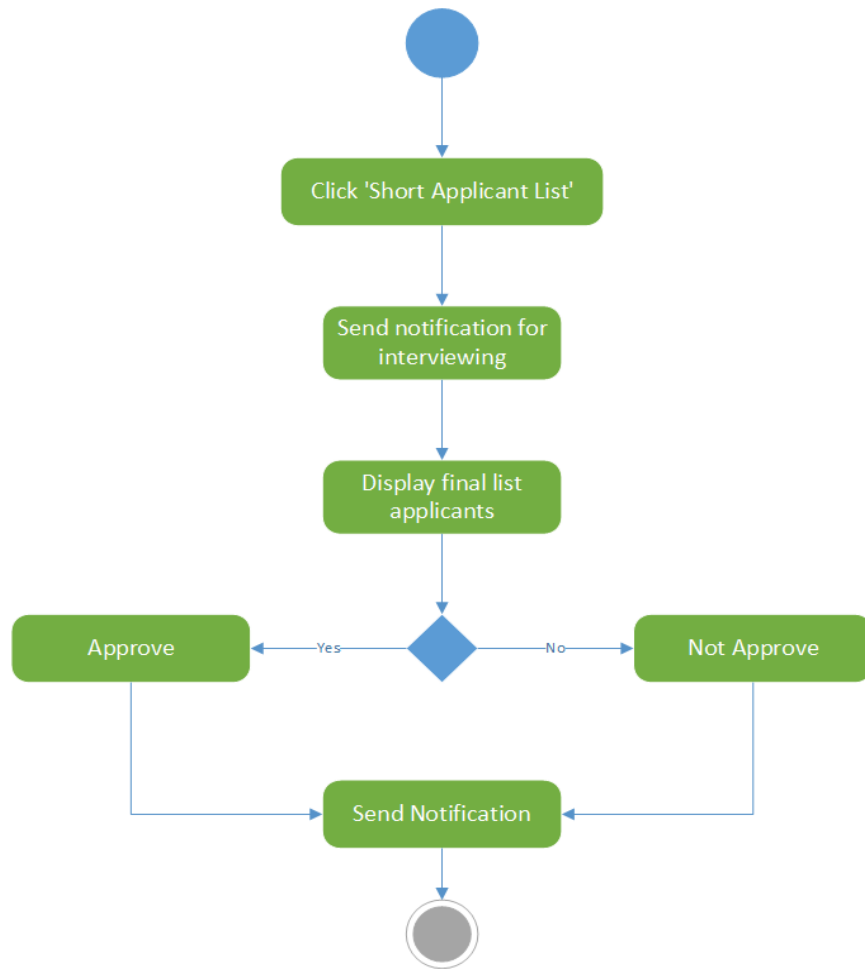 Click 'Short Applicant List'
Send notification for
interviewing
Display final list
applicants
Approve
Yes
No
Not Approve
Send Notification